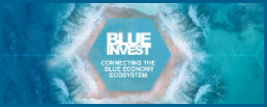 BLUE
INVEST
CONNECTING THE
BLUE ECONOMY
ECOSYSTEM